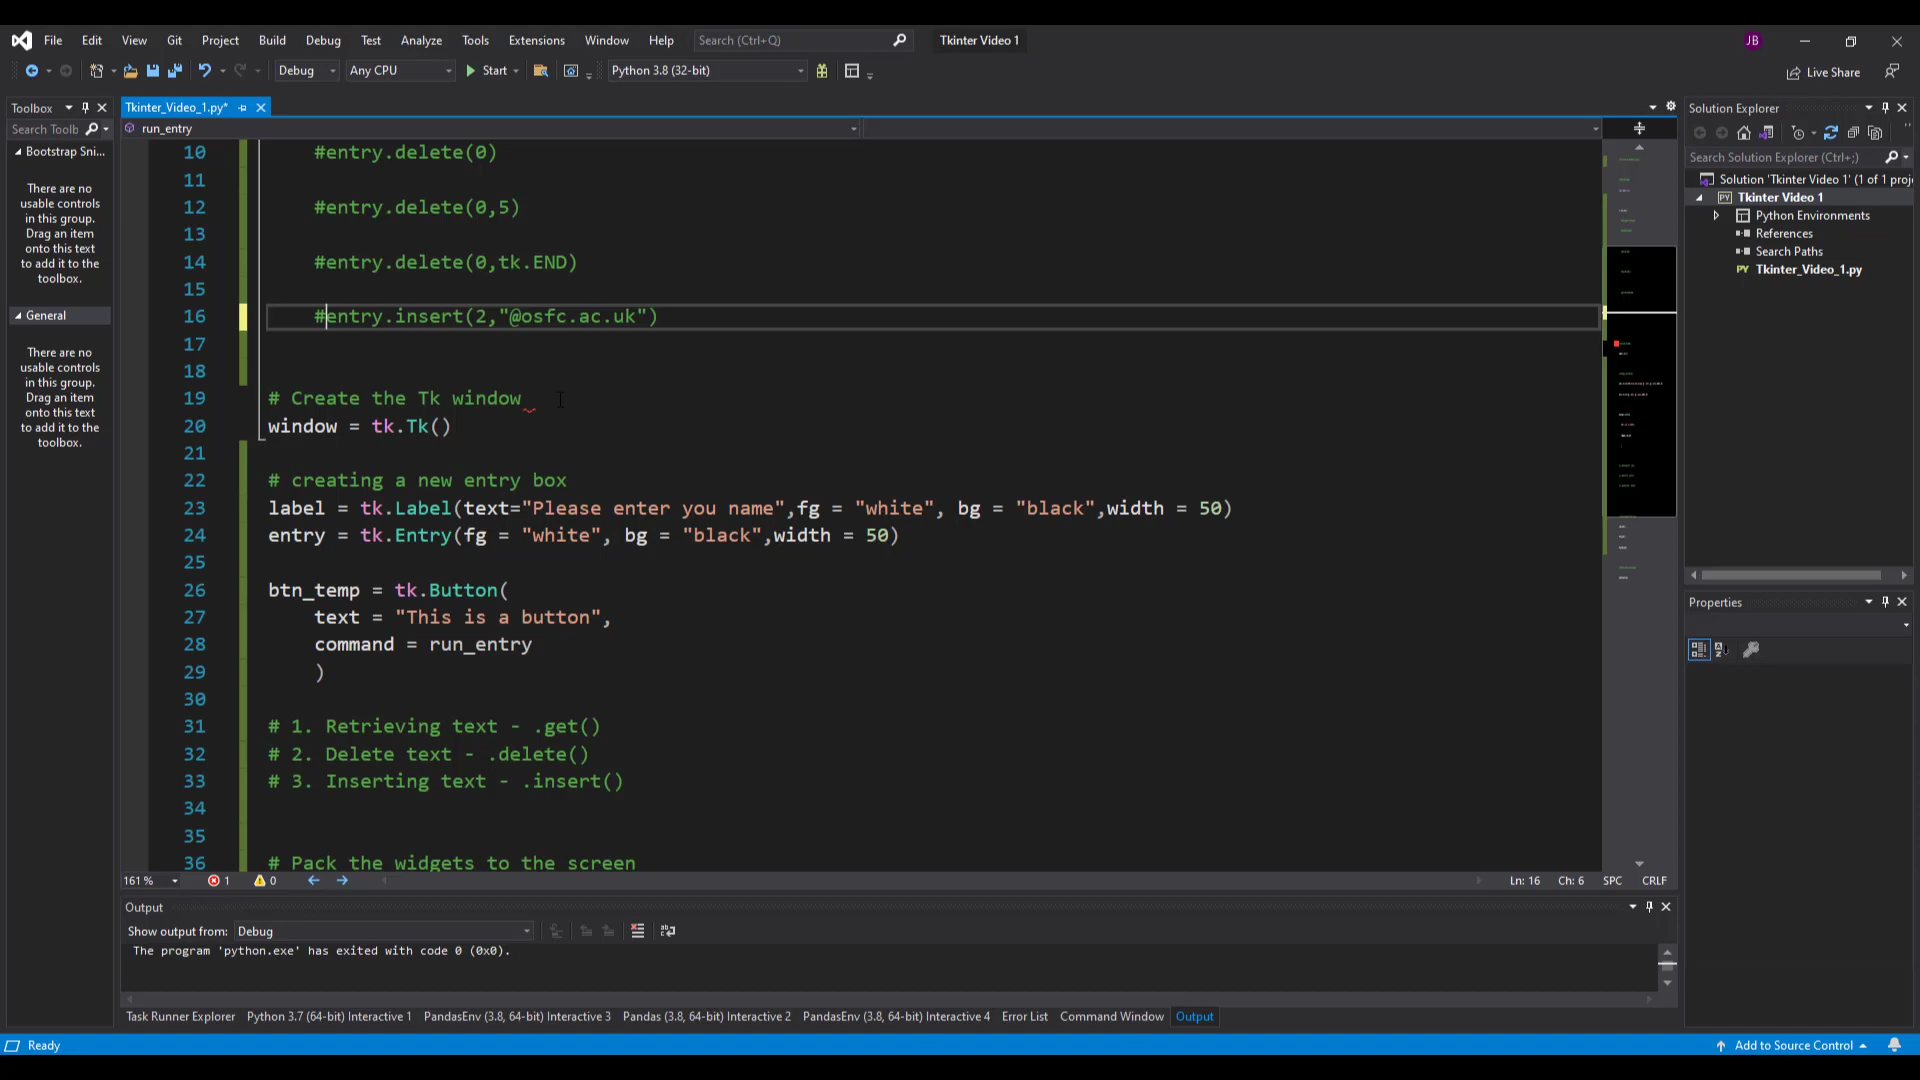 File Edit View Git Project Build Debug Test Analyze Tools Extensions Window Help Search (Ctrl+Q) Tkinter Video 1 JB
Debug Any CPU Start Python 3.8 (32-bit) Live Share
Toolbox
Search Toolb
Bootstrap Sni...
There are no
usable controls
in this group.
Drag an item
onto this text
to add it to the
toolbox.
General
There are no
usable controls
in this group.
Drag an item
onto this text
to add it to the
toolbox.
Tkinter_Video_1.py*
run_entry
10 #entry.delete(0)
11
12 #entry.delete(0,5)
13
14 #entry.delete(0,tk.END)
15
16 #entry.insert(2,"@osfc.ac.uk")
17
18
19 # Create the Tk window
20 window = tk.Tk()
21
22 # creating a new entry box
23 label = tk.Label(text="Please enter you name",fg = "white", bg = "black",width = 50)
24 entry = tk.Entry(fg = "white", bg = "black",width = 50)
25
26 btn_temp = tk.Button(
27 text = "This is a button",
28 command = run_entry
29 )
30
31 # 1. Retrieving text - .get()
32 # 2. Delete text - .delete()
33 # 3. Inserting text - .insert()
34
35
36 # Pack the widgets to the screen
161 % 1 0 Ln: 16 Ch: 6 SPC CRLF
Output
Show output from: Debug
The program 'python.exe' has exited with code 0 (0x0).
Task Runner Explorer Python 3.7 (64-bit) Interactive 1 PandasEnv (3.8, 64-bit) Interactive 3 Pandas (3.8, 64-bit) Interactive 2 PandasEnv (3.8, 64-bit) Interactive 4 Error List Command Window Output
Solution Explorer
Search Solution Explorer (Ctrl+;)
Solution 'Tkinter Video 1' (1 of 1 proj
PY Tkinter Video 1
Python Environments
References
Search Paths
PY Tkinter_Video_1.py
Properties
Ready Add to Source Control